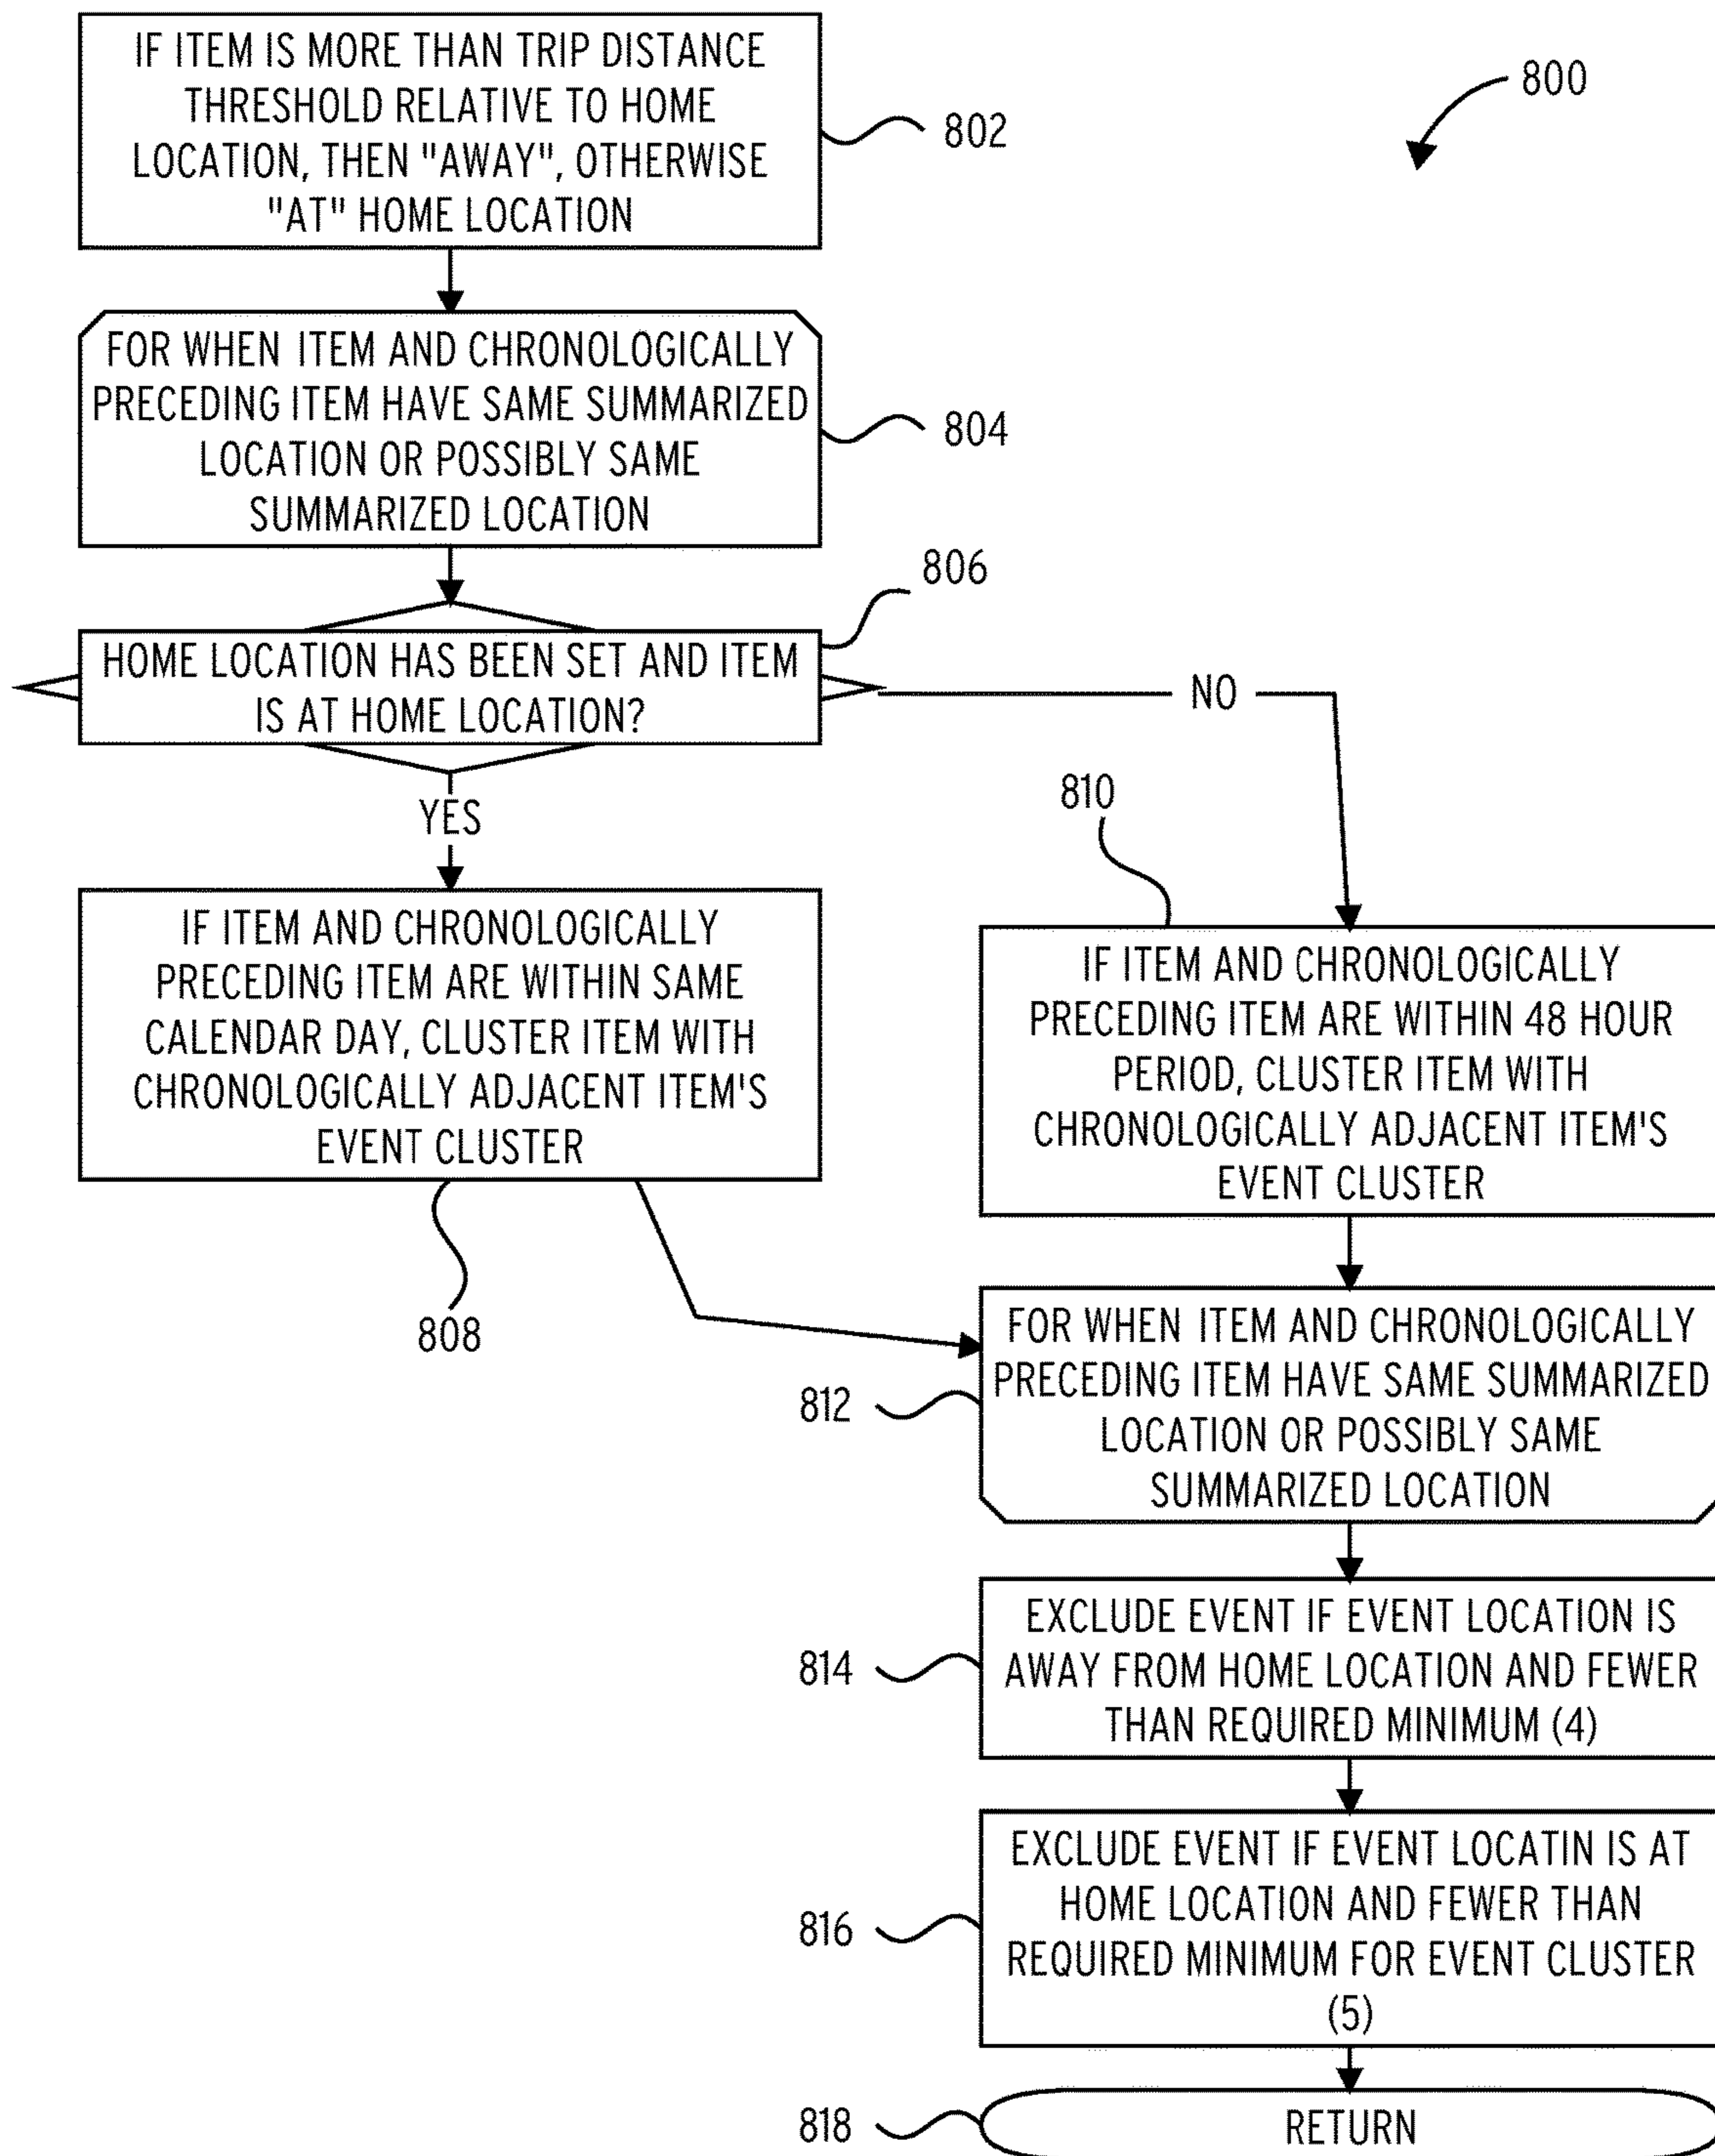 IF ITEM IS MORE THAN TRIP DISTANCE
THRESHOLD RELATIVE TO HOME
LOCATION, THEN "AWAY", OTHERWISE
"AT" HOME LOCATION
802
800
FOR WHEN ITEM AND CHRONOLOGICALLY
PRECEDING ITEM HAVE SAME SUMMARIZED
LOCATION OR POSSIBLY SAME
SUMMARIZED LOCATION
804
806
HOME LOCATION HAS BEEN SET AND ITEM
IS AT HOME LOCATION?
NO
YES
810
IF ITEM AND CHRONOLOGICALLY
PRECEDING ITEM ARE WITHIN SAME
CALENDAR DAY, CLUSTER ITEM WITH
CHRONOLOGICALLY ADJACENT ITEM'S
EVENT CLUSTER
808
IF ITEM AND CHRONOLOGICALLY
PRECEDING ITEM ARE WITHIN 48 HOUR
PERIOD, CLUSTER ITEM WITH
CHRONOLOGICALLY ADJACENT ITEM'S
EVENT CLUSTER
FOR WHEN ITEM AND CHRONOLOGICALLY
PRECEDING ITEM HAVE SAME SUMMARIZED
LOCATION OR POSSIBLY SAME
SUMMARIZED LOCATION
812
EXCLUDE EVENT IF EVENT LOCATION IS
AWAY FROM HOME LOCATION AND FEWER
THAN REQUIRED MINIMUM (4)
814
EXCLUDE EVENT IF EVENT LOCATIN IS AT
HOME LOCATION AND FEWER THAN
REQUIRED MINIMUM FOR EVENT CLUSTER
(5)
816
RETURN
818